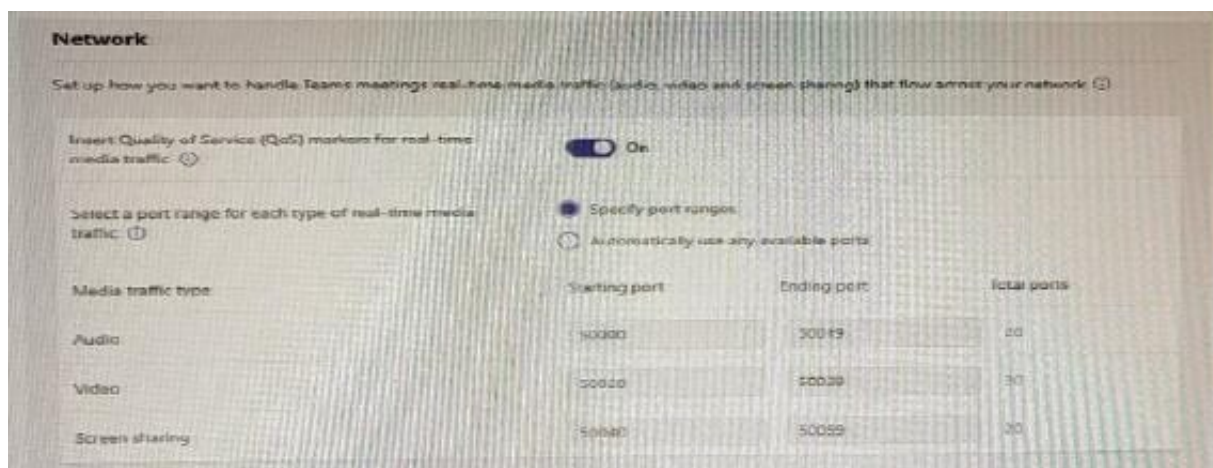 Network
Set up how you want to handle Teams meetings real-time media traffic (audio, video and screen sharing) that flow across your network
Insert Quality of Service (QoS) markers for real-time
media traffic
On
Select a port range for each type of real-time media
traffic
Specify port ranges
Automatically use any available ports
Media traffic type
Starting port
Ending port
Total ports
Audio
50000
50019
20
Video
50020
50039
20
Screen sharing
50040
50059
20